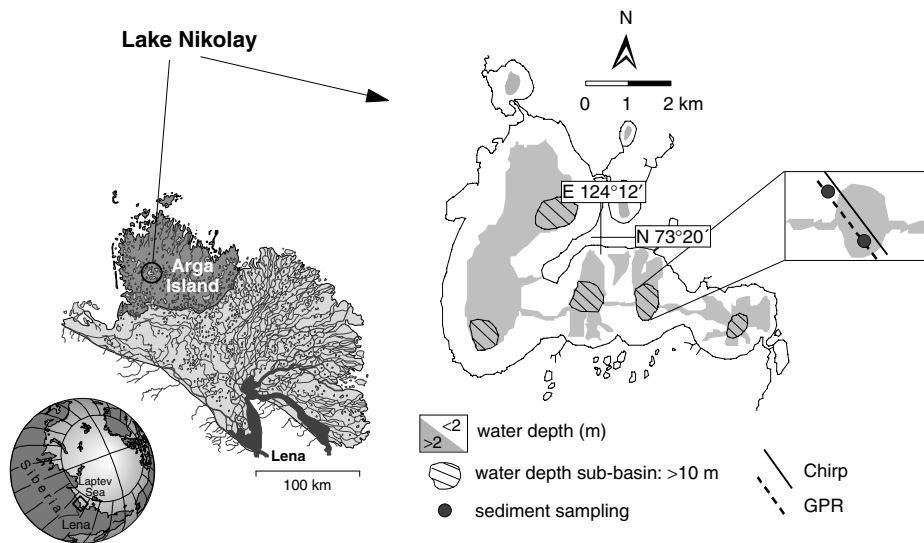 Lake Nikolay
N
0 1 2 km
E 124°12′
N 73°20´
Arga
Island
Lena
100 km
Siberia
Laptev
Sea
Lena
<2
>2
water depth (m)
water depth sub-basin: >10 m
sediment sampling
Chirp
GPR